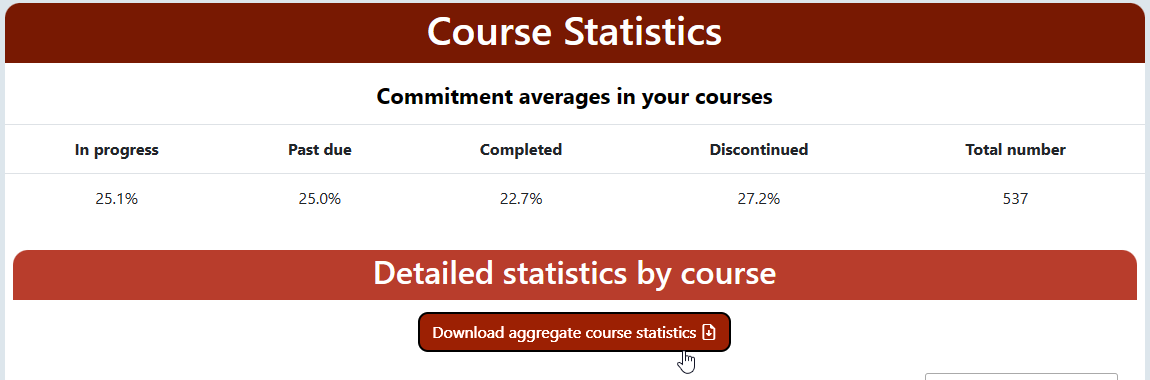 Course Statistics
Commitment averages in your courses
In progress Past due Completed Discontinued Total number
25.1% 25.0% 22.7% 27.2% 537
Detailed statistics by course
Download aggregate course statistics